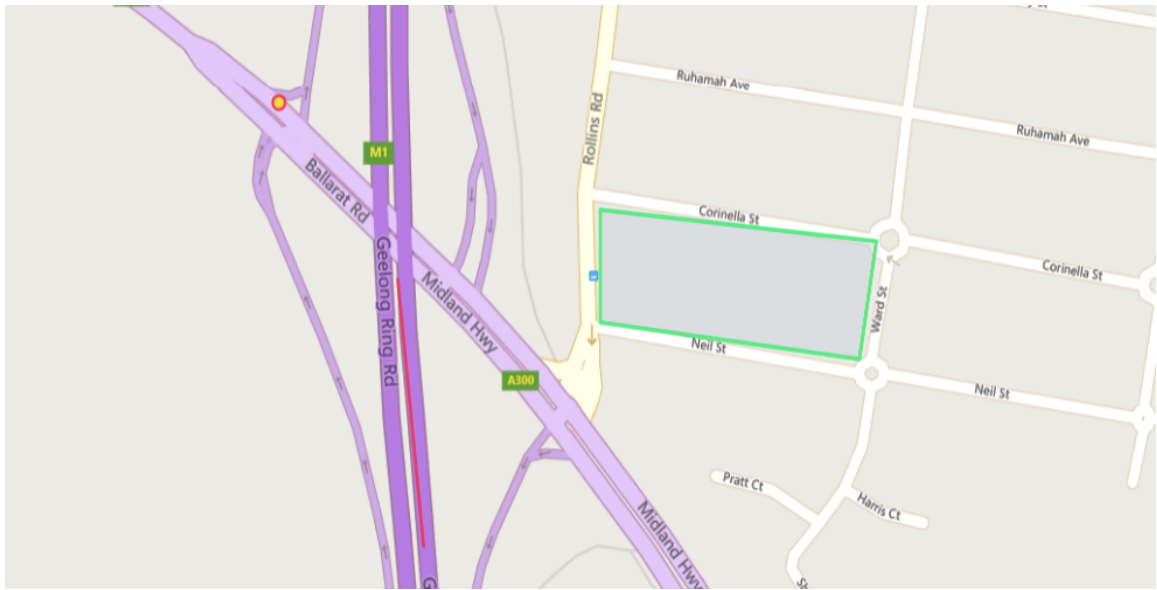 Ruhamah Ave
Ruhamah Ave
Rollins Rd
M1
Ballarat Rd
Corinella St
Corinella St
Geelong Ring Rd
Midland Hwy
Ward St
Neil St
A300
Neil St
Pratt Ct
Harris Ct
Midland Hwy